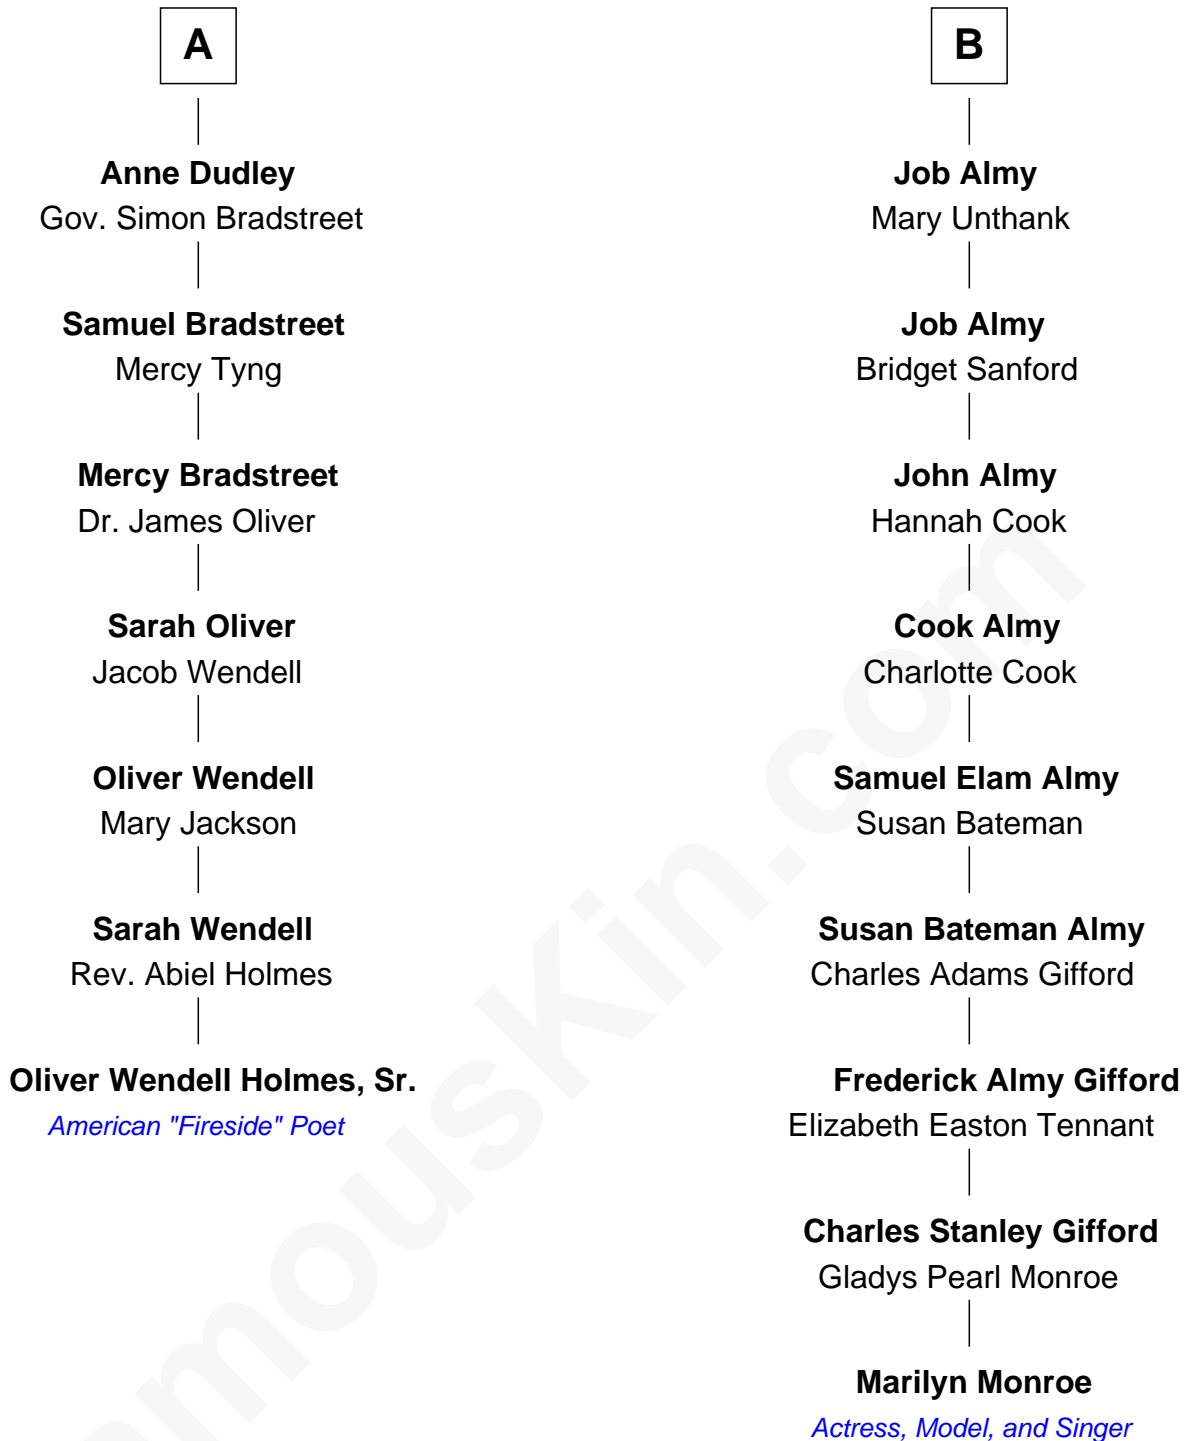 A
Anne Dudley
Gov. Simon Bradstreet
Samuel Bradstreet
Mercy Tyng
Mercy Bradstreet
Dr. James Oliver
Sarah Oliver
Jacob Wendell
Oliver Wendell
Mary Jackson
Sarah Wendell
Rev. Abiel Holmes
Oliver Wendell Holmes, Sr.
American "Fireside" Poet
B
Job Almy
Mary Unthank
Job Almy
Bridget Sanford
John Almy
Hannah Cook
Cook Almy
Charlotte Cook
Samuel Elam Almy
Susan Bateman
Susan Bateman Almy
Charles Adams Gifford
Frederick Almy Gifford
Elizabeth Easton Tennant
Charles Stanley Gifford
Gladys Pearl Monroe
Marilyn Monroe
Actress, Model, and Singer
amouskin.com